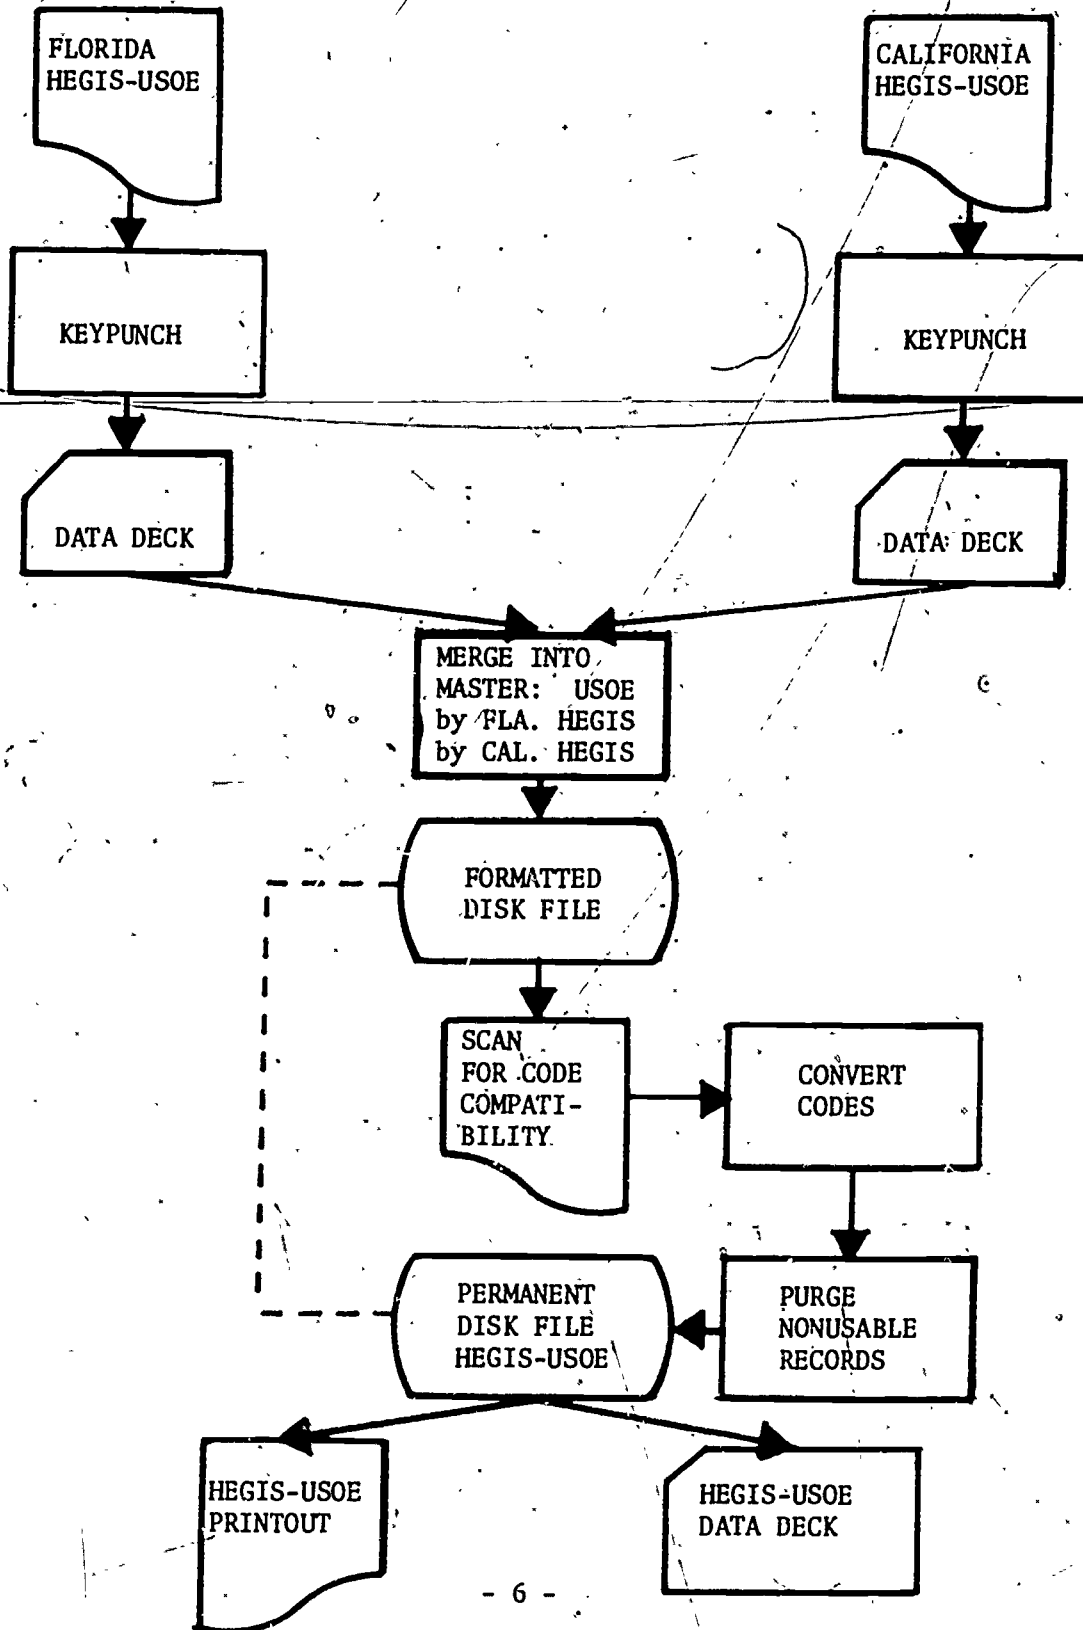 FLORIDA
HEGIS-USOE
CALIFORNIA
HEGIS-USOE
KEYPUNCH
KEYPUNCH
DATA DECK
DATA DECK
MERGE INTO
MASTER: USOE
by FLA. HEGIS
by CAL. HEGIS
FORMATTED
DISK FILE
SCAN
FOR CODE
COMPATI-
BILITY
CONVERT
CODES
PERMANENT
DISK FILE
HEGIS-USOE
PURGE
NONUSABLE
RECORDS
HEGIS-USOE
PRINTOUT
HEGIS-USOE
DATA DECK
- 6 -